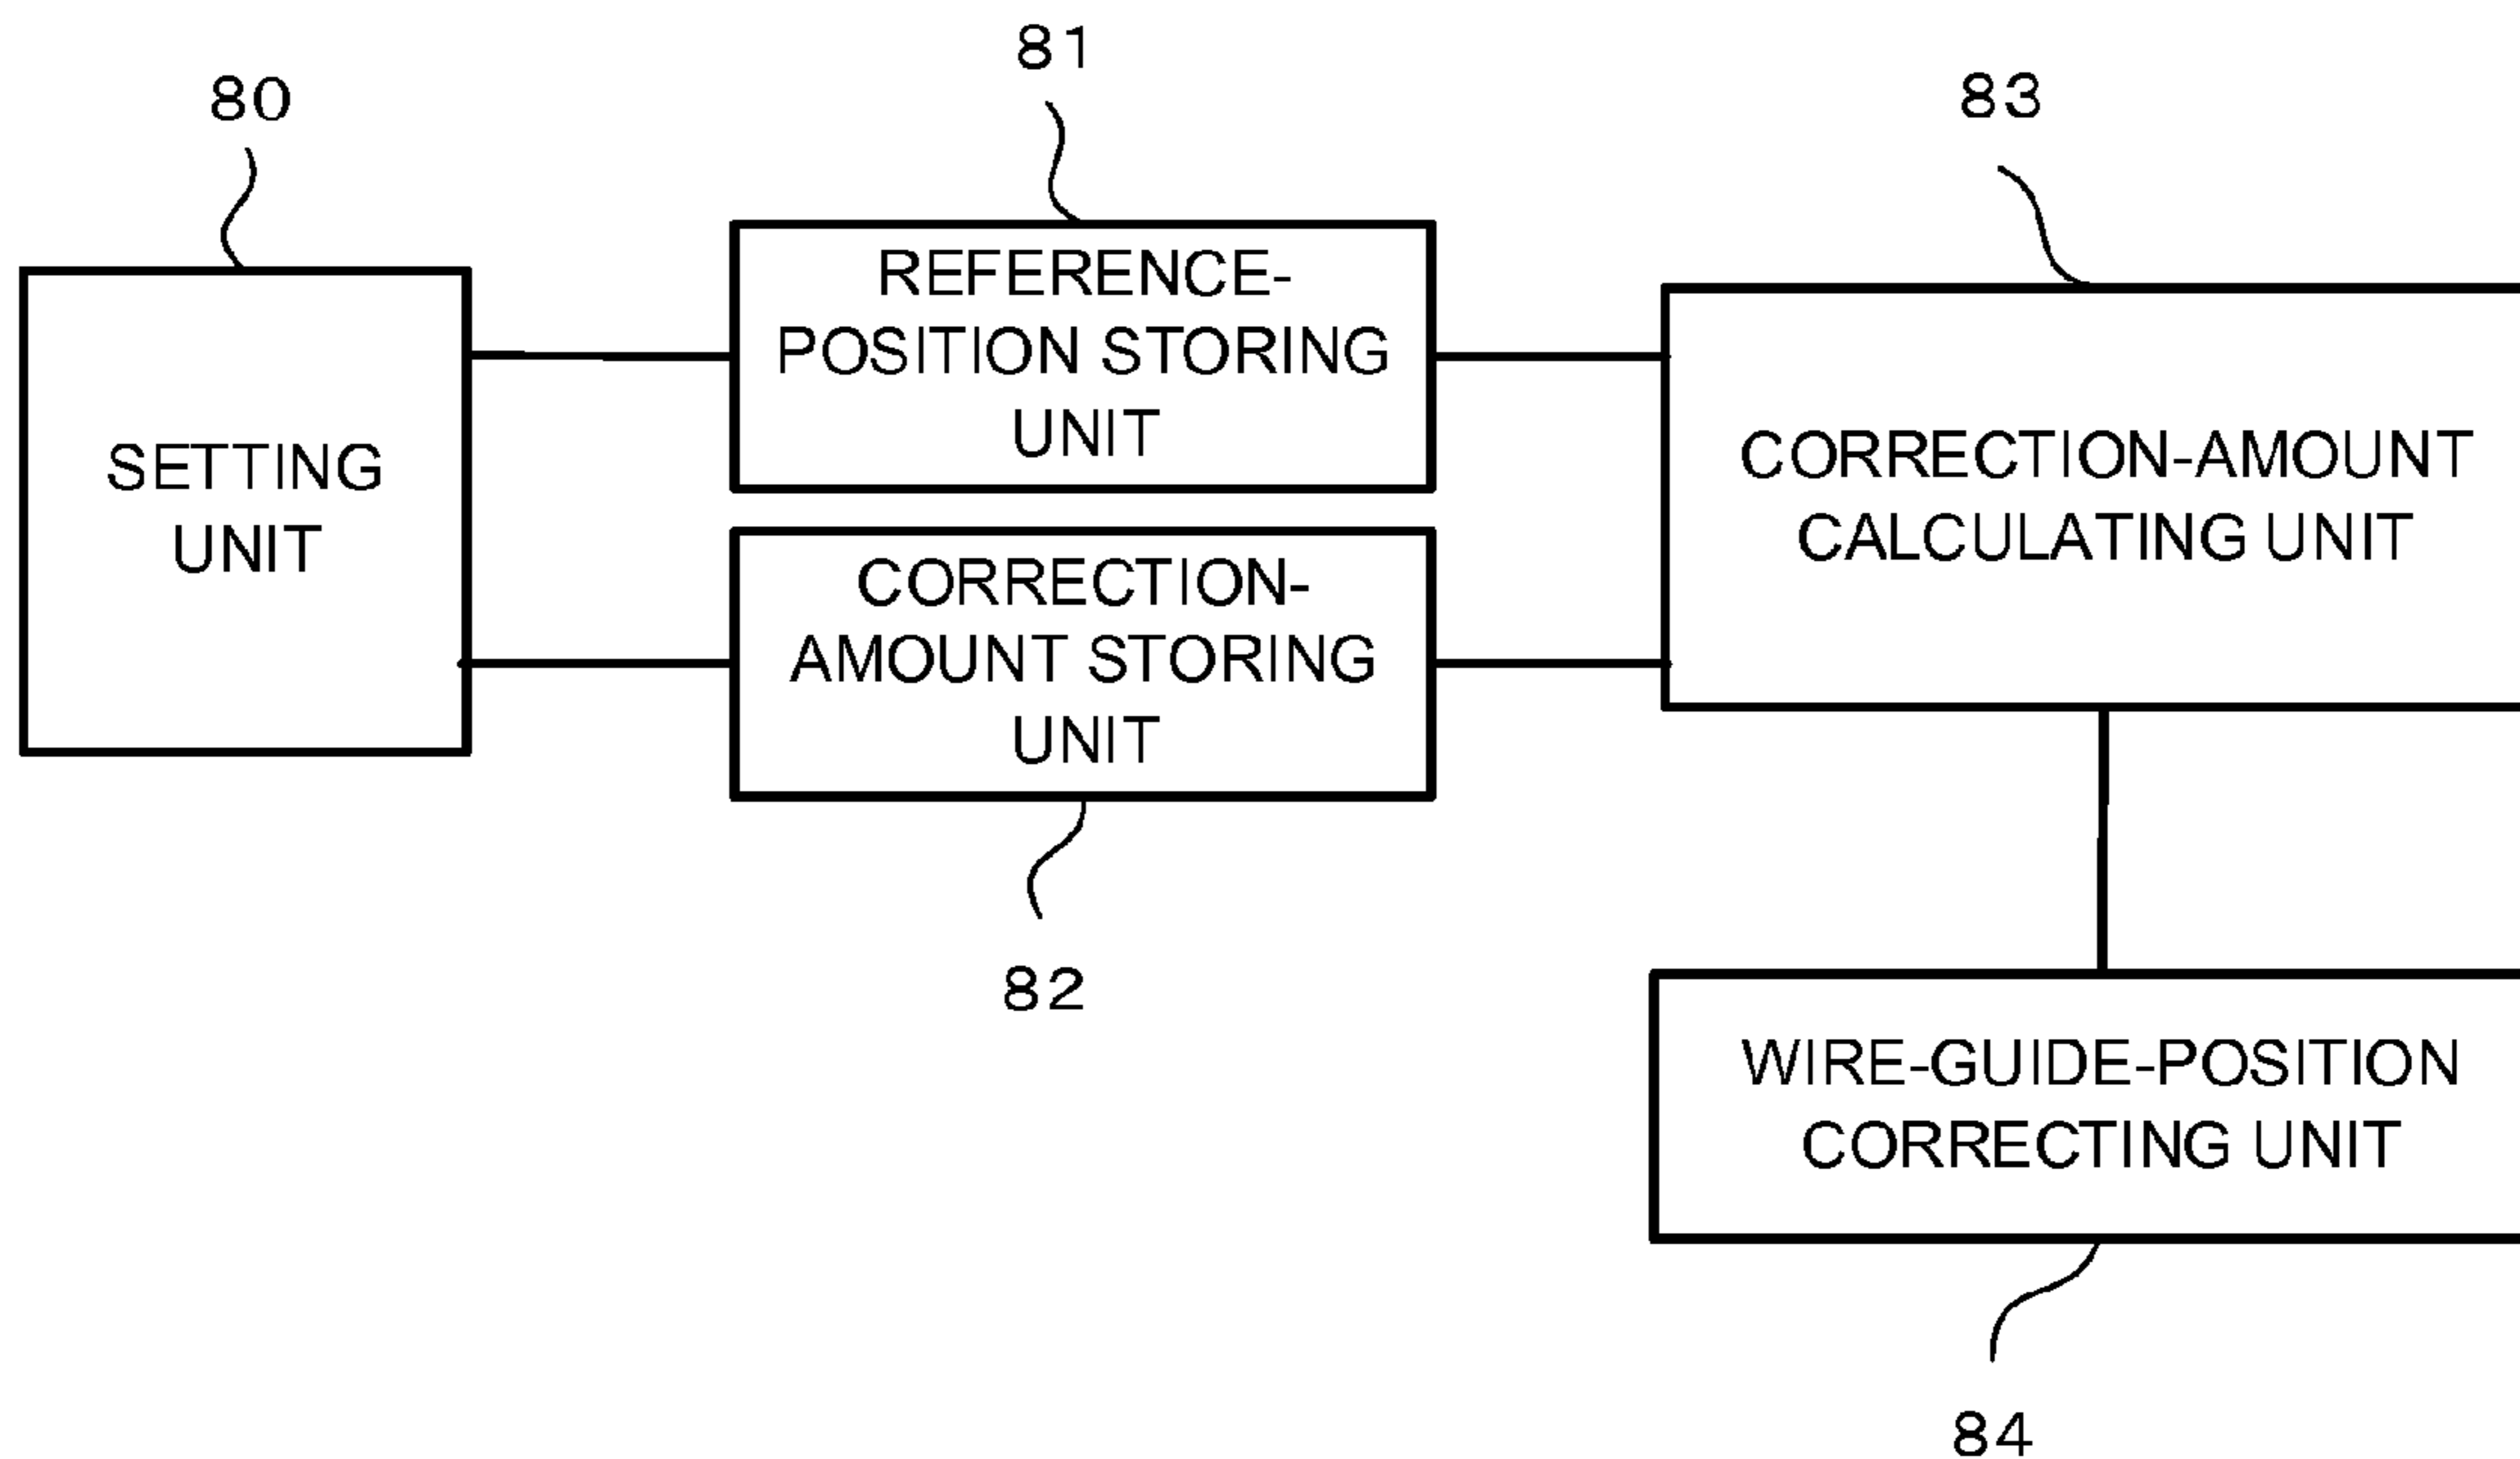 80
81
83
SETTING
UNIT
REFERENCE-
POSITION STORING
UNIT
CORRECTION-
AMOUNT STORING
UNIT
82
CORRECTION-AMOUNT
CALCULATING UNIT
WIRE-GUIDE-POSITION
CORRECTING UNIT
84